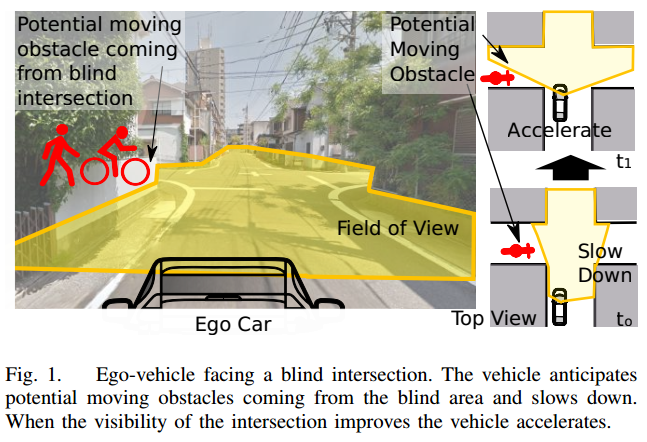 Potential moving
obstacle coming
from blind
intersection
Field of View
Ego Car
Potential
Moving
Obstacle
Accelerate
t₁
Slow
Down
Top View
t₀
Fig. 1. Ego-vehicle facing a blind intersection. The vehicle anticipates
potential moving obstacles coming from the blind area and slows down.
When the visibility of the intersection improves the vehicle accelerates.